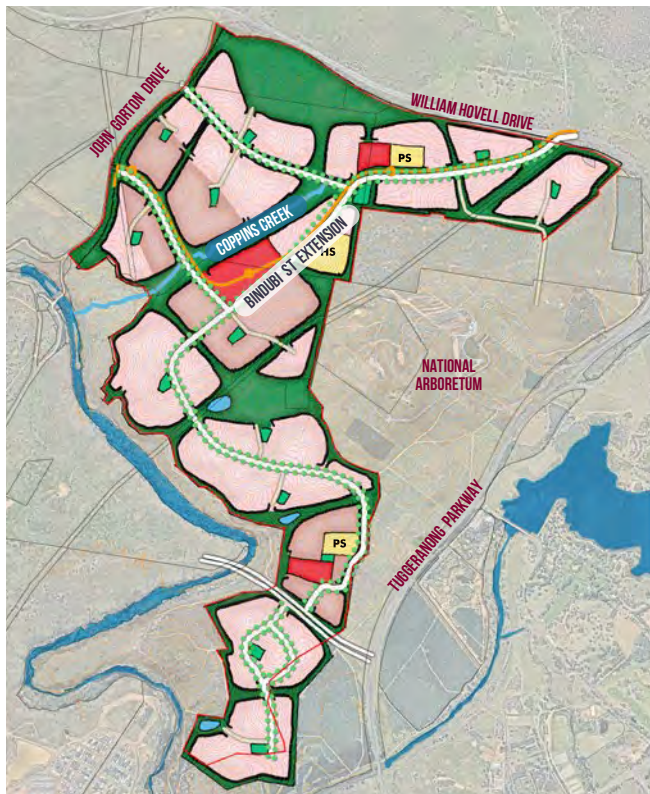 JOHN GORTON DRIVE
WILLIAM HOVELL DRIVE
PS
COPPINS CREEK
HS
BINDUBI ST EXTENSION
NATIONAL
ARBORETUM
TUGGERANONG PARKWAY
PS